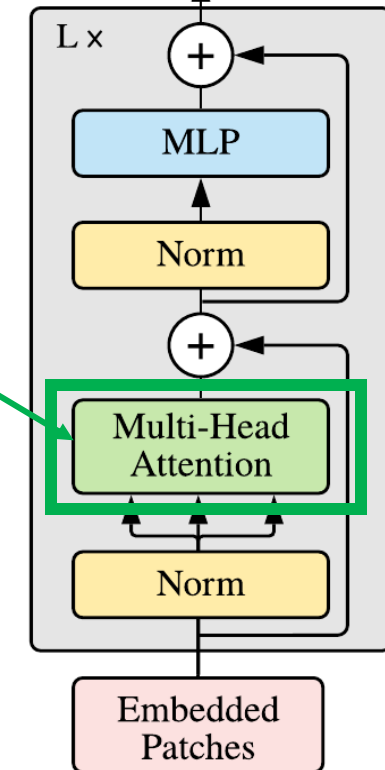 L ×
+
MLP
Norm
+
Multi-Head
Attention
Norm
Embedded
Patches